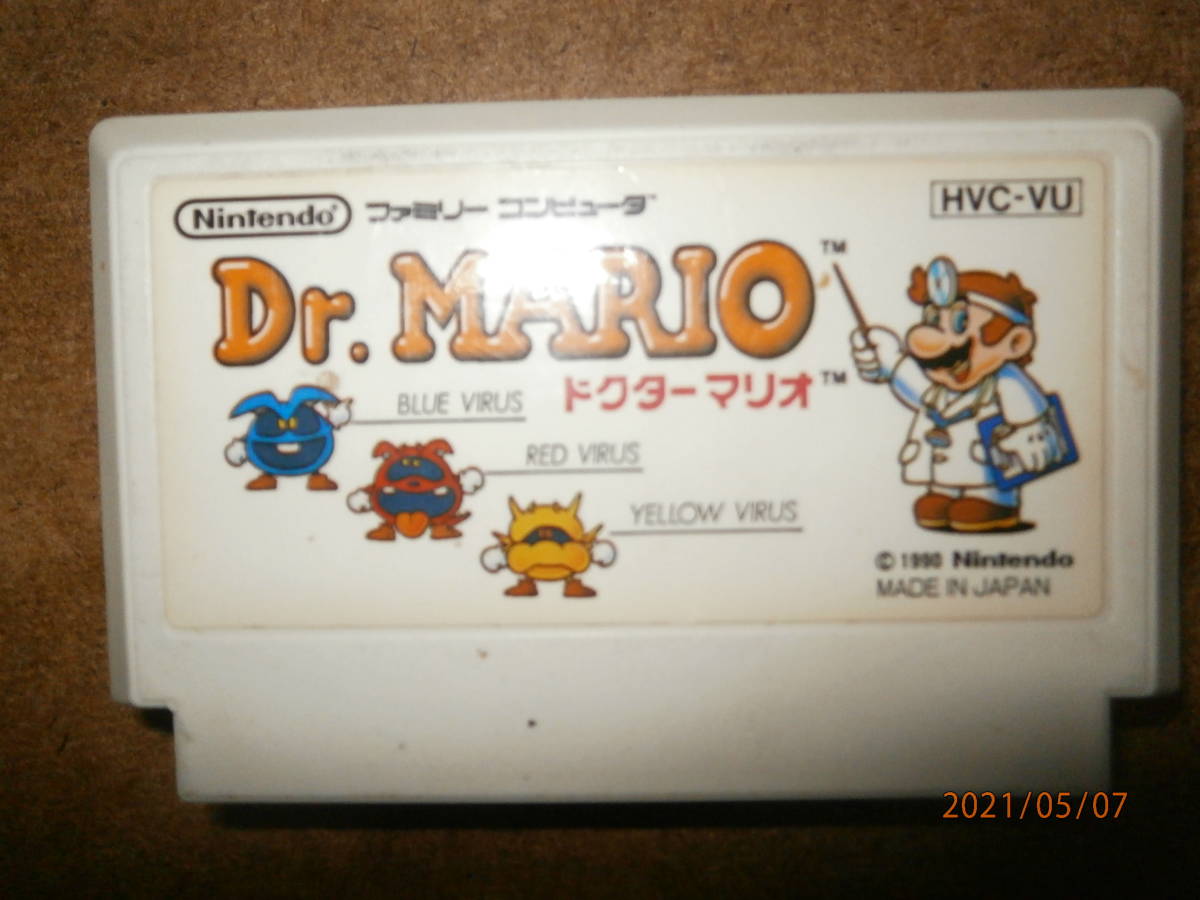 Nintendo® ファミリー コンピュータ™ HVC-VU
Dr. MARIO™
ドクターマリオ™
BLUE VIRUS
RED VIRUS
YELLOW VIRUS
© 1990 Nintendo
MADE IN JAPAN
2021/05/07